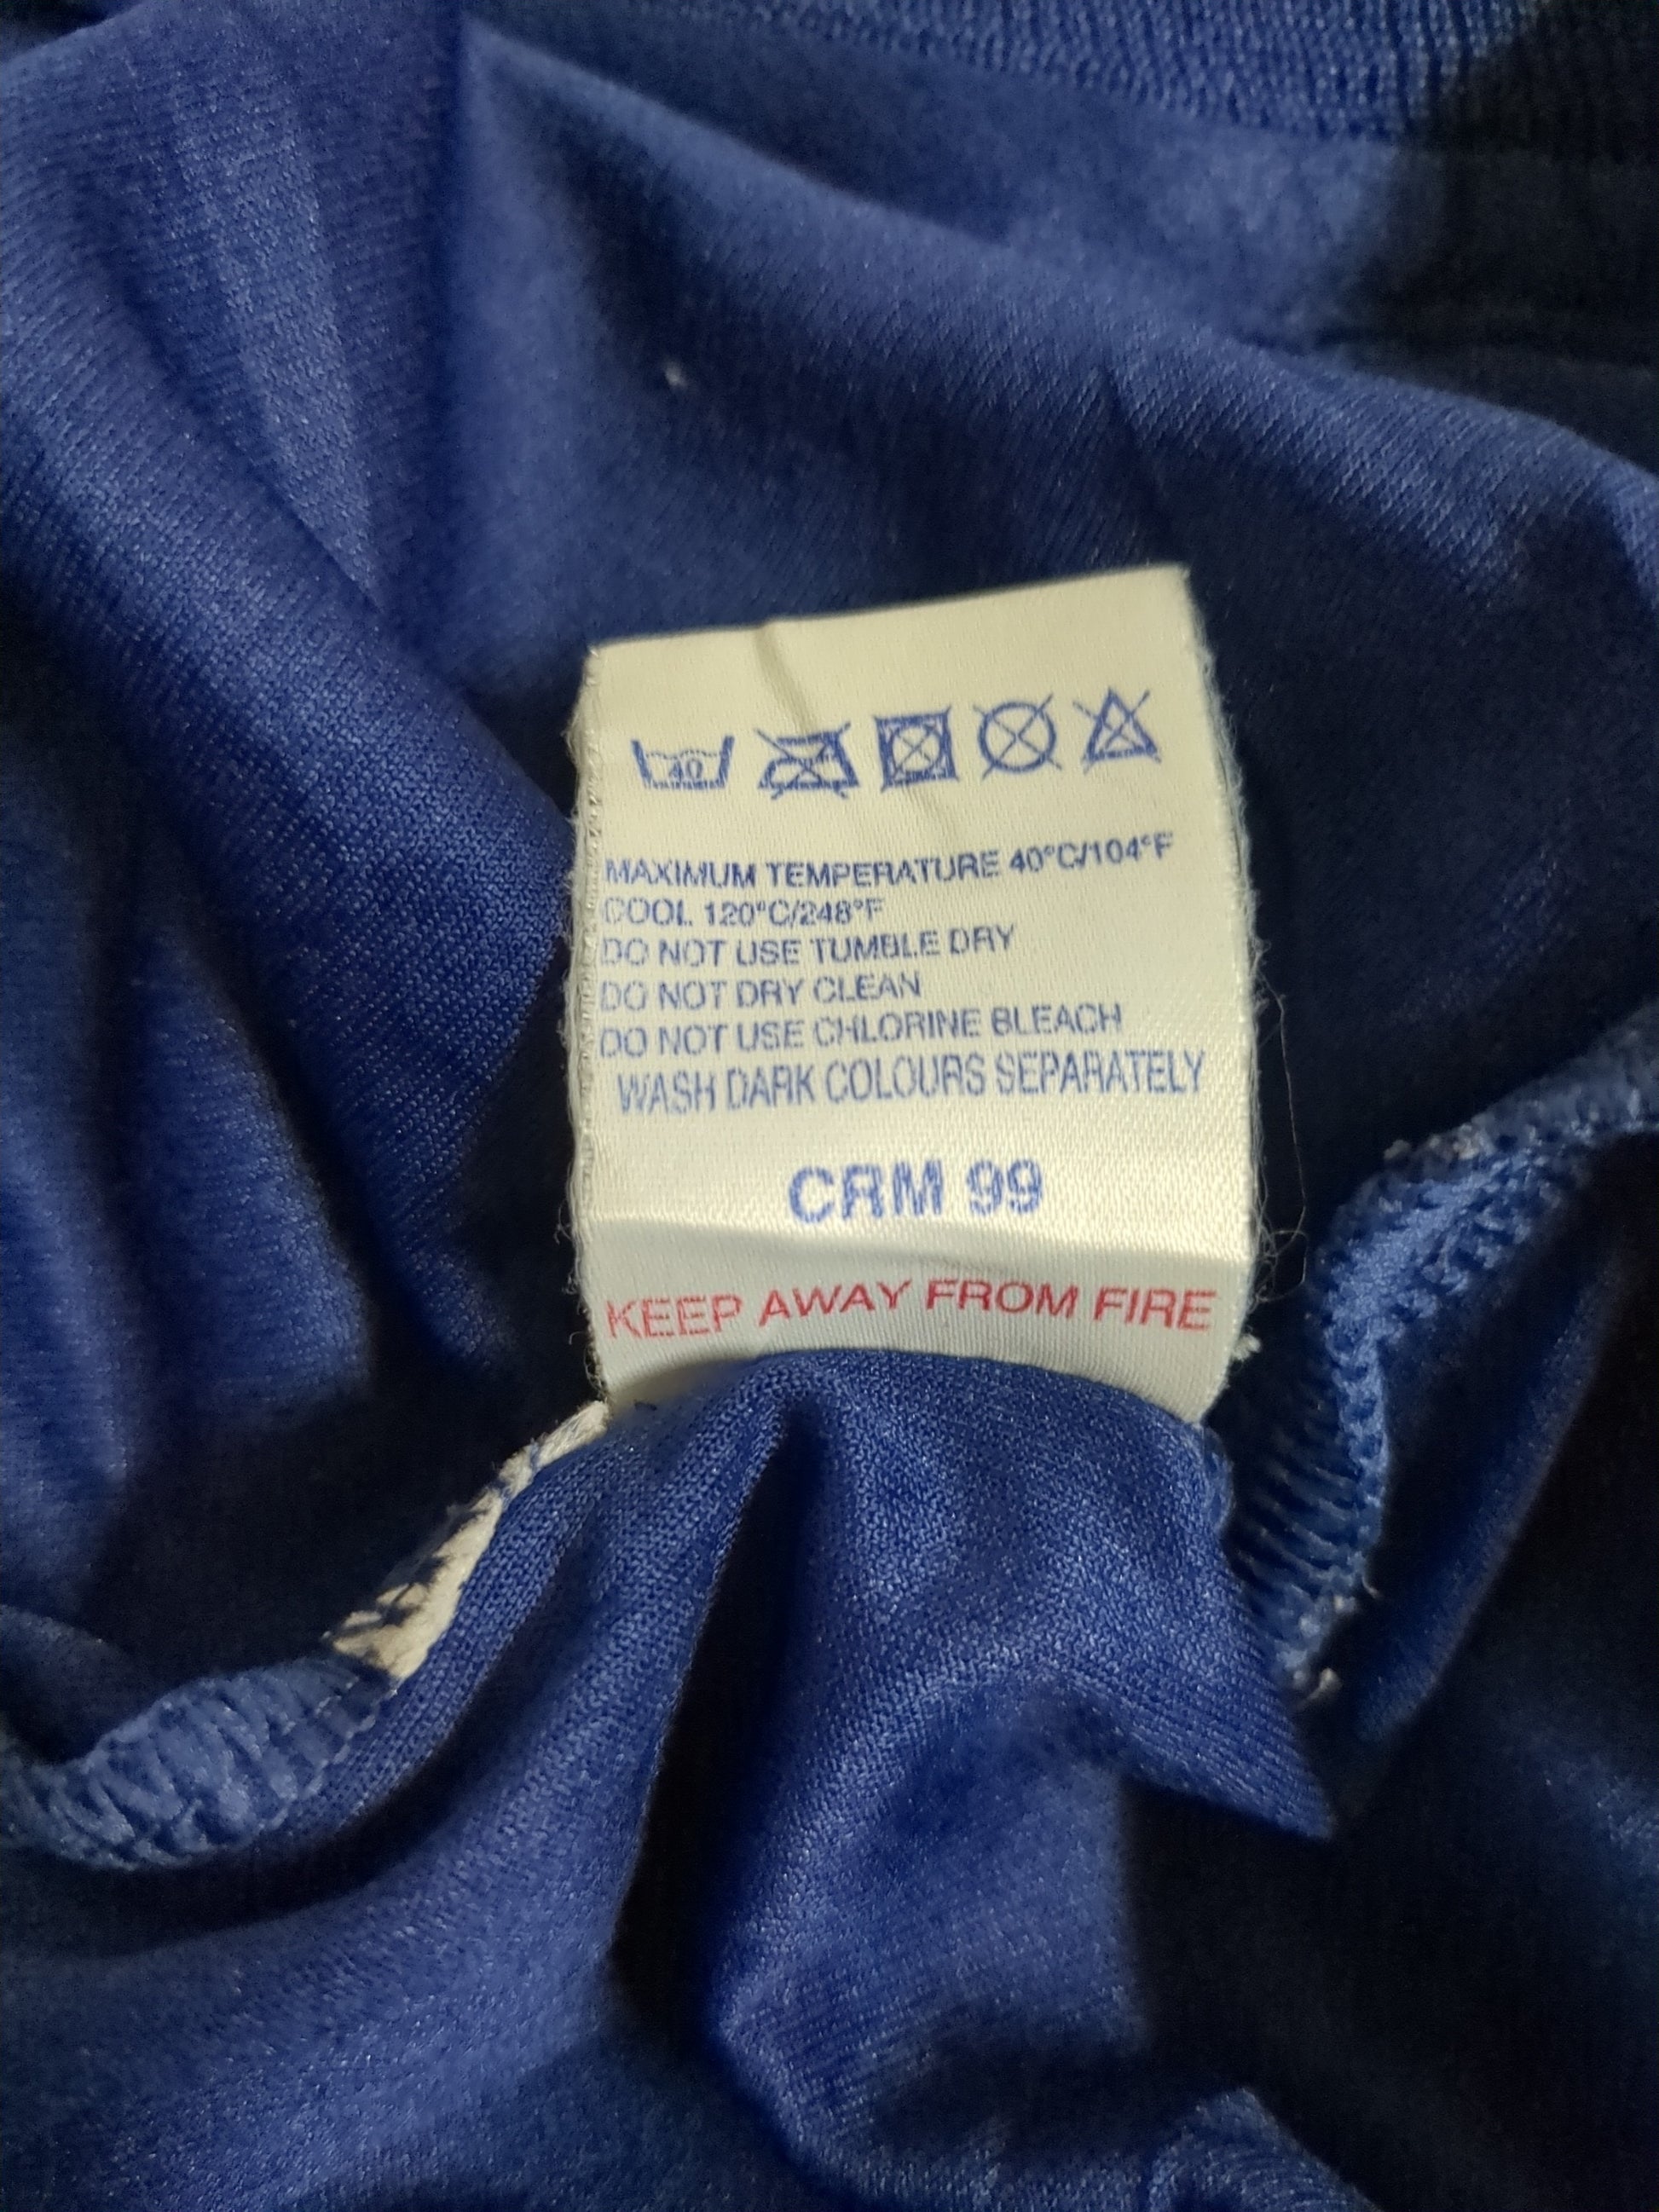 40
MAXIMUM TEMPERATURE 40°C/104°F
COOL 120°C/248°F
DO NOT USE TUMBLE DRY
DO NOT DRY CLEAN
DO NOT USE CHLORINE BLEACH
WASH DARK COLOURS SEPARATELY
CRM 99
KEEP AWAY FROM FIRE